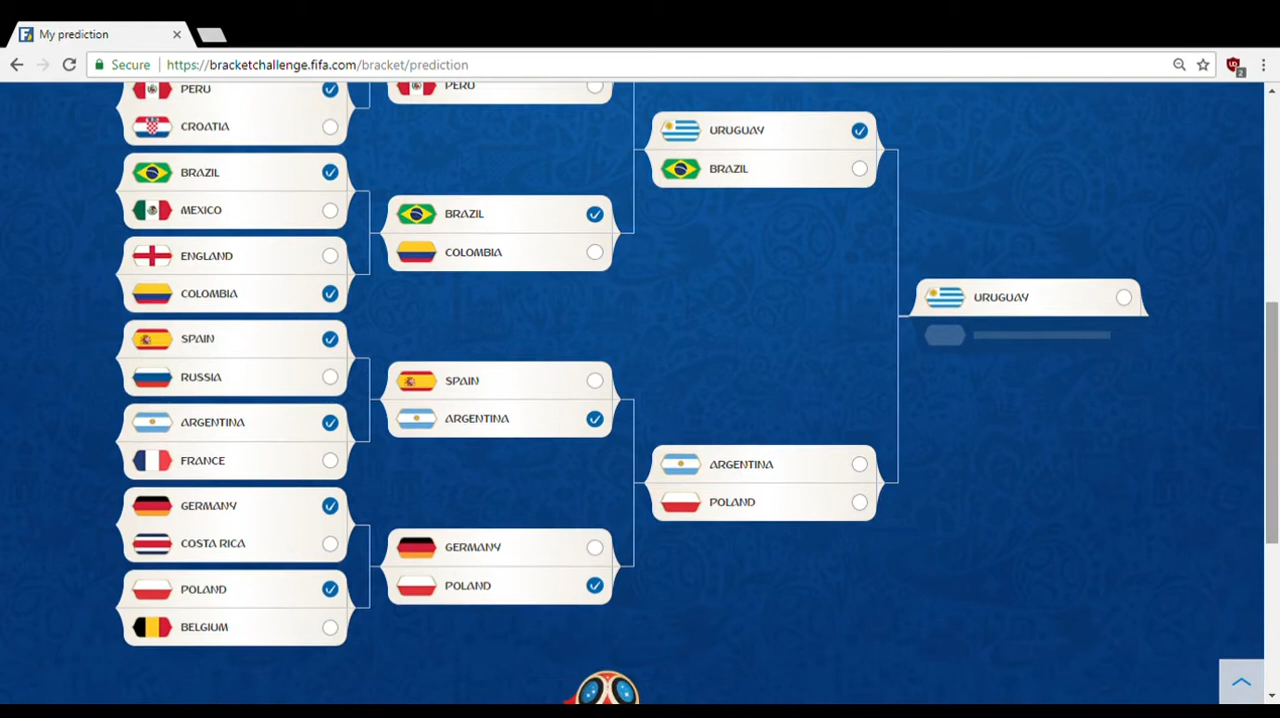 My prediction
Secure
https://bracketchallenge.fifa.com/bracket/prediction
2
PERU
CROATIA
BRAZIL
MEXICO
ENGLAND
COLOMBIA
SPAIN
RUSSIA
ARGENTINA
FRANCE
GERMANY
COSTA RICA
POLAND
BELGIUM
PERU
BRAZIL
COLOMBIA
SPAIN
ARGENTINA
GERMANY
POLAND
URUGUAY
BRAZIL
ARGENTINA
POLAND
URUGUAY